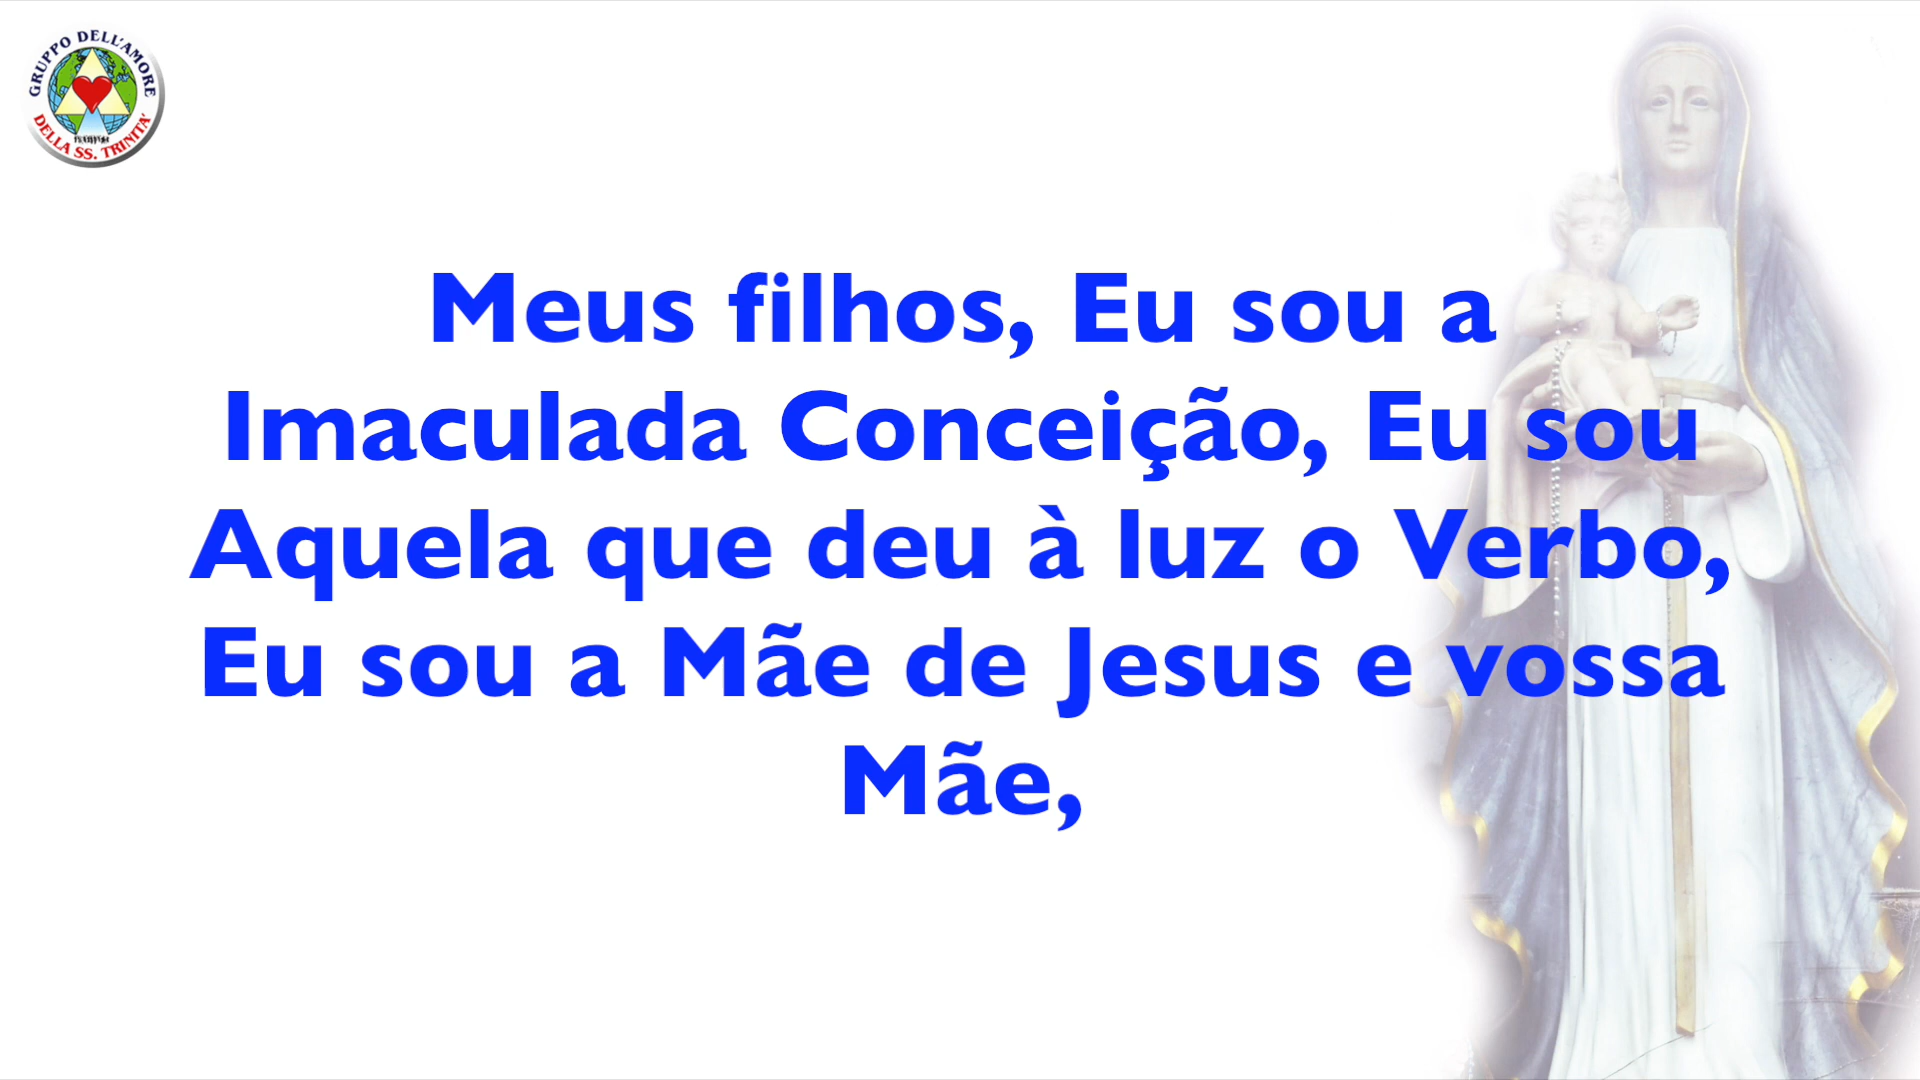 GRUPPO DELL'AMORE
DELLA SS. TRINITA'
Meus filhos, Eu sou a
Imaculada Conceição, Eu sou
Aquela que deu à luz o Verbo,
Eu sou a Mãe de Jesus e vossa
Mãe,